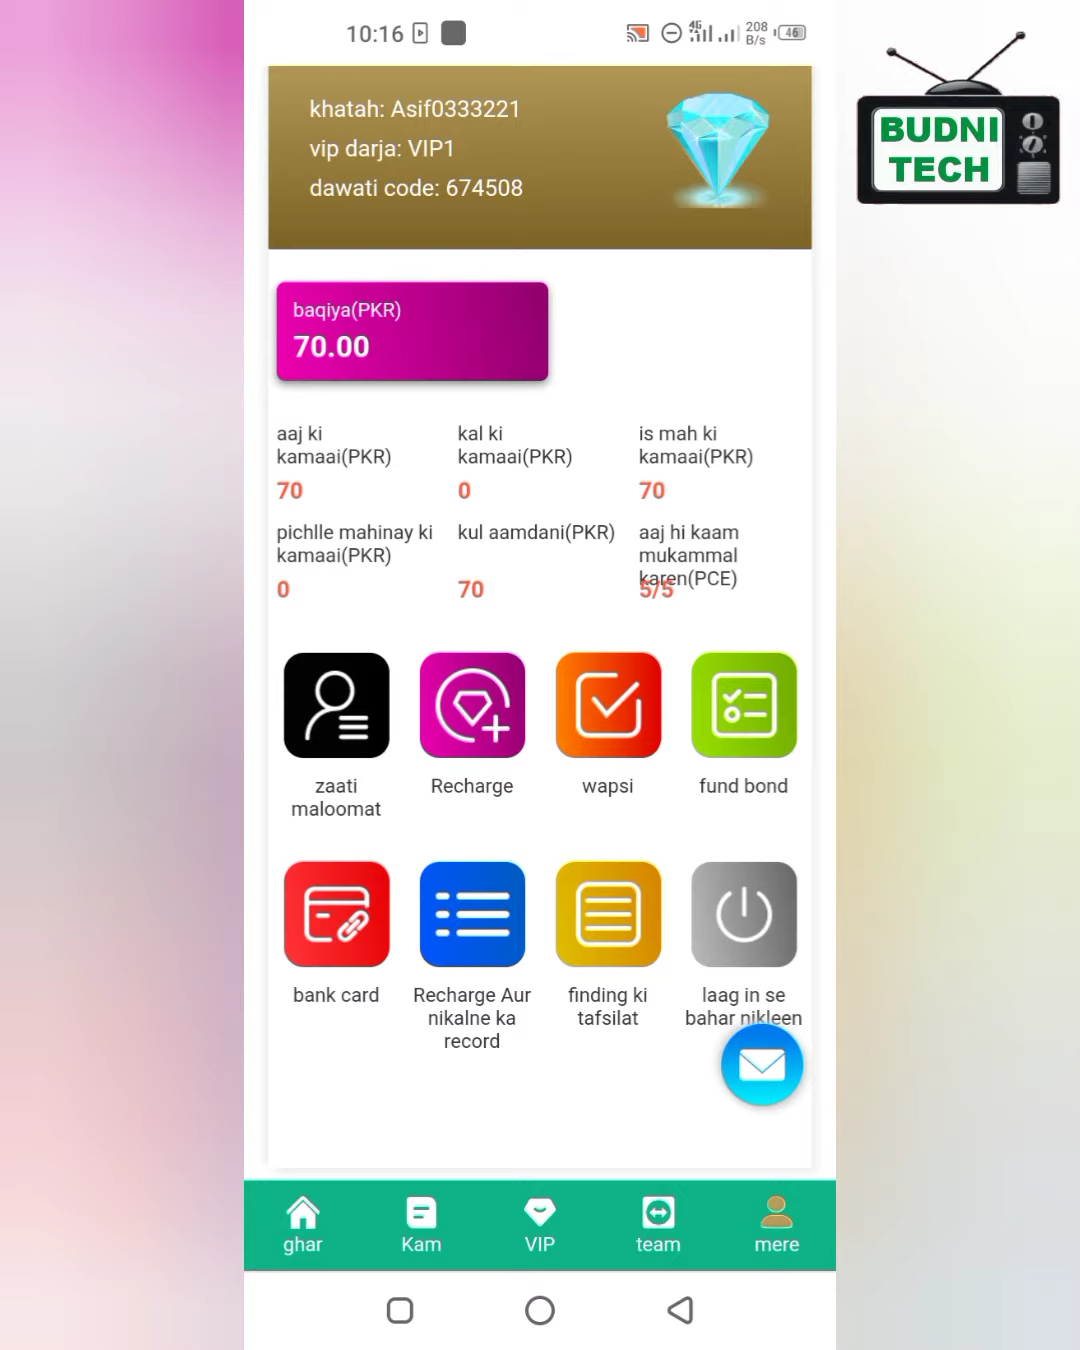 10:16
4G
208
B/s
46
BUDNI
TECH
khatah: Asif0333221
vip darja: VIP1
dawati code: 674508
baqiya(PKR)
70.00
aaj ki
kamaai(PKR)
70
kal ki
kamaai(PKR)
0
is mah ki
kamaai(PKR)
70
pichlle mahinay ki
kamaai(PKR)
0
kul aamdani(PKR)
70
aaj hi kaam
mukammal
karen(PCE)
5/5
zaati
maloomat
Recharge
wapsi
fund bond
bank card
Recharge Aur
nikalne ka
record
finding ki
tafsilat
laag in se
bahar nikleen
ghar
Kam
VIP
team
mere